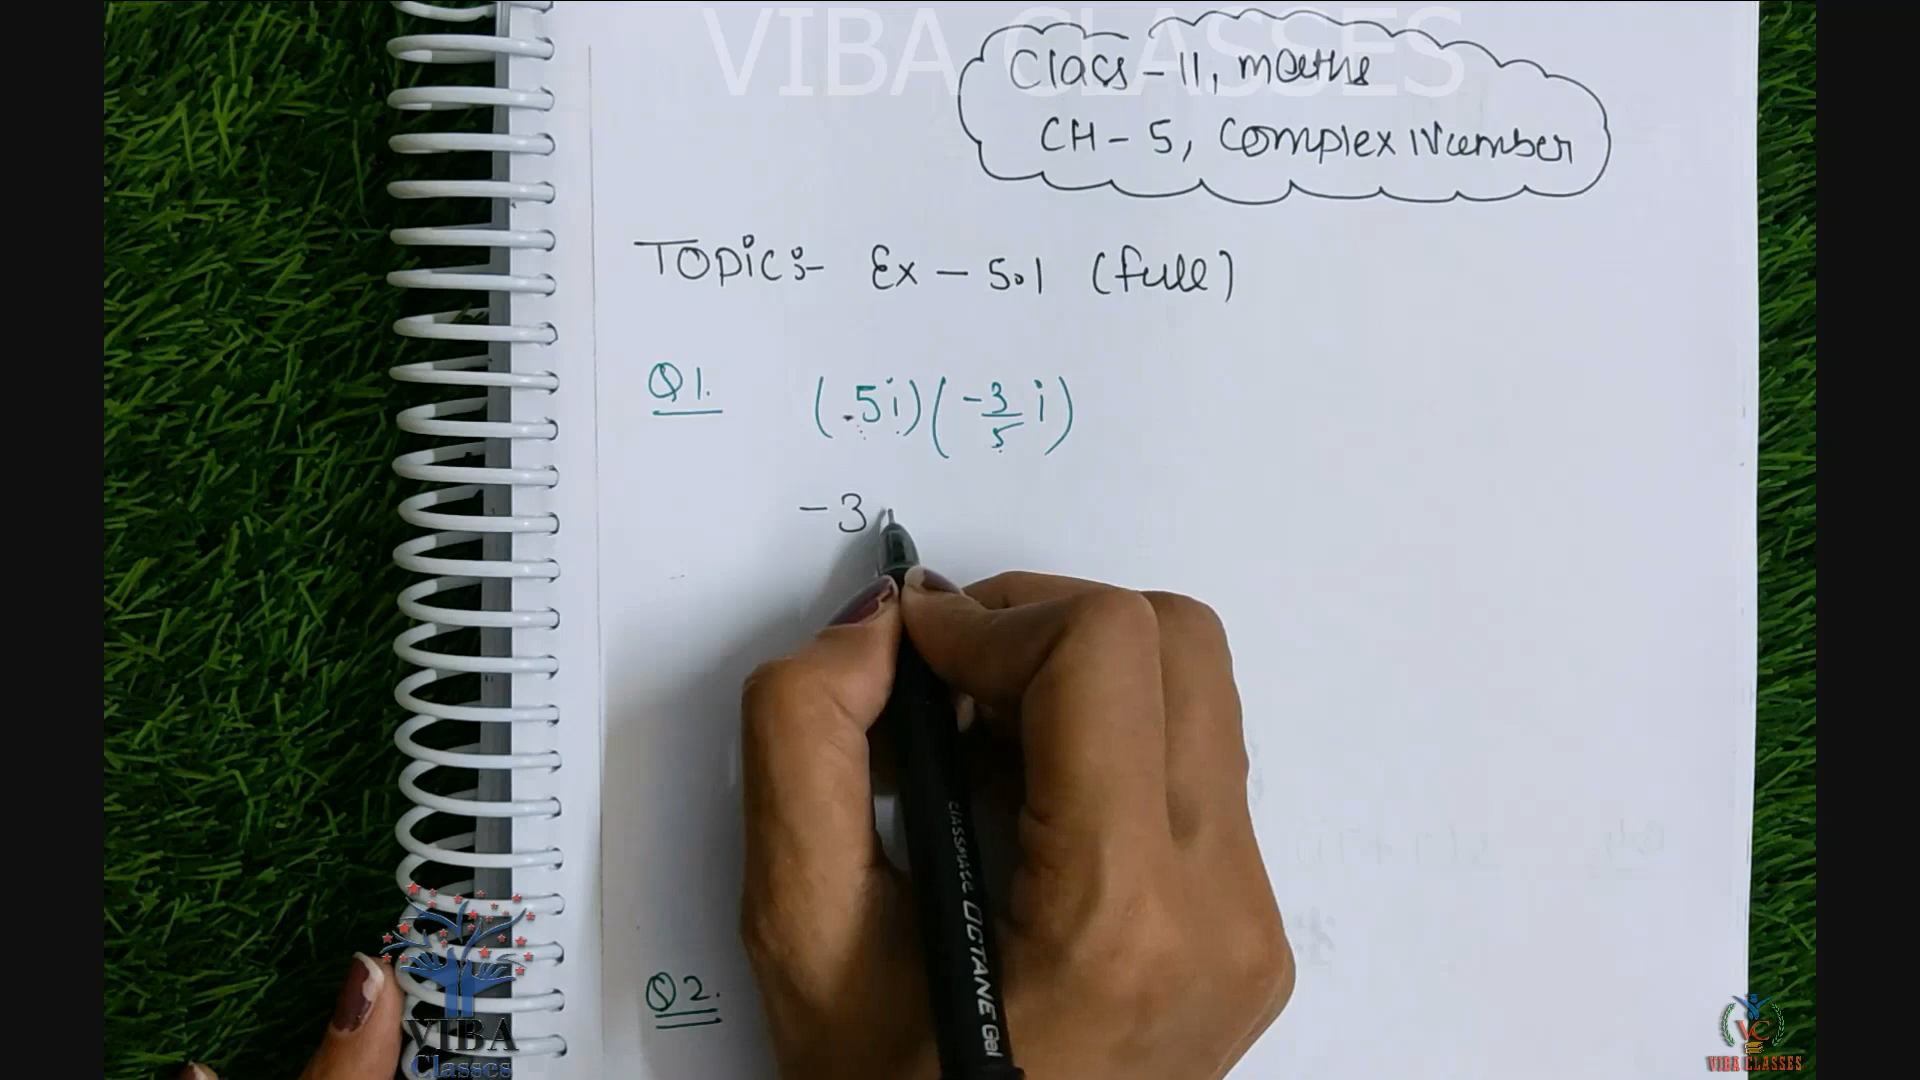 VIBA CLASSES
Class - 11, maths
CH - 5, Complex Number
Topic:- Ex - 5.1 (full)
Q1. (5i)(-3/5 i)
-3
Q2.
classmate OCTANE Gel
VIBA
Classes
VC
VIBA CLASSES